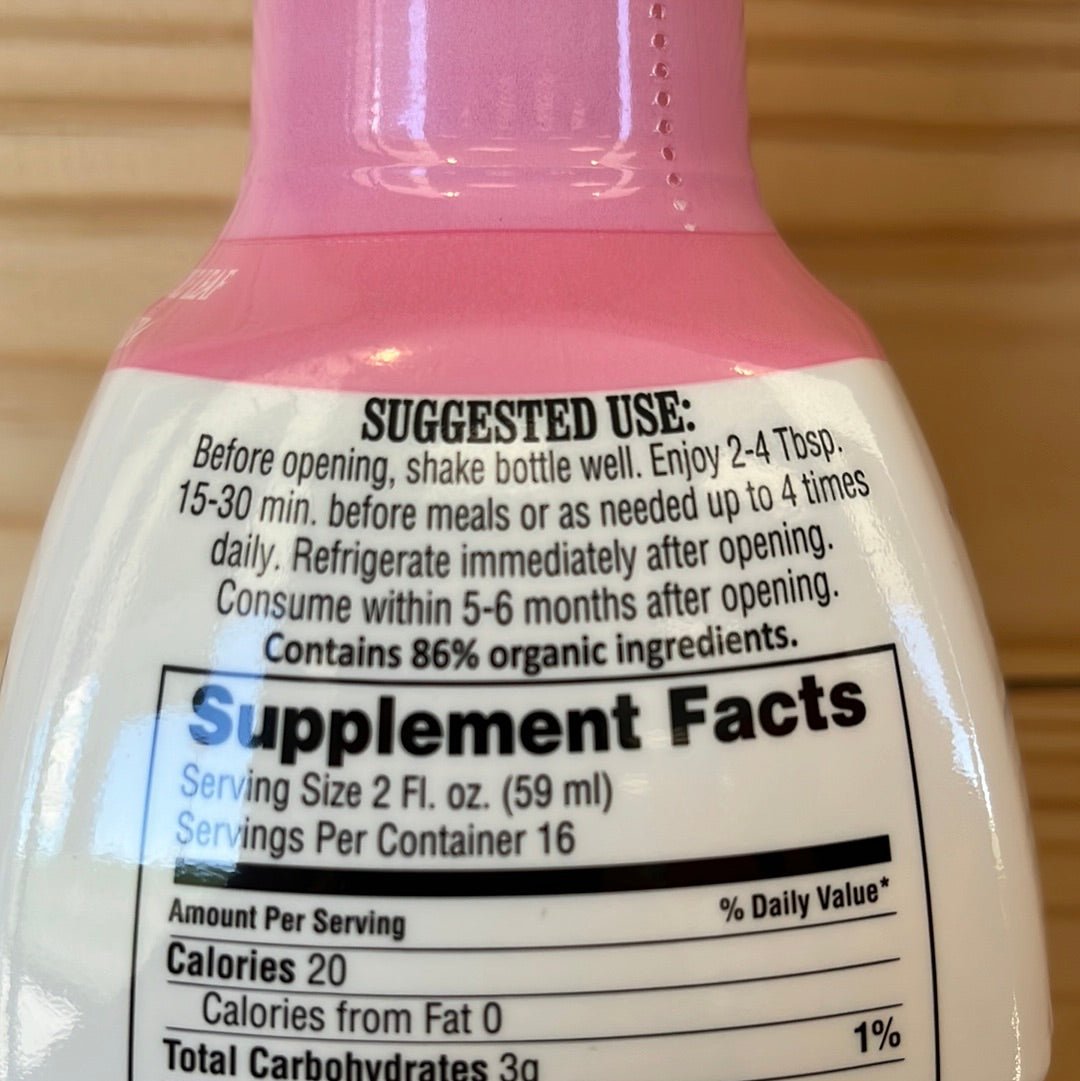 SUGGESTED USE:
Before opening, shake bottle well. Enjoy 2-4 Tbsp.
15-30 min. before meals or as needed up to 4 times
daily. Refrigerate immediately after opening.
Consume within 5-6 months after opening.
Contains 86% organic ingredients.
Supplement Facts
Serving Size 2 Fl. oz. (59 ml)
Servings Per Container 16
Amount Per Serving % Daily Value*
Calories 20
Calories from Fat 0
Total Carbohydrates 3g 1%